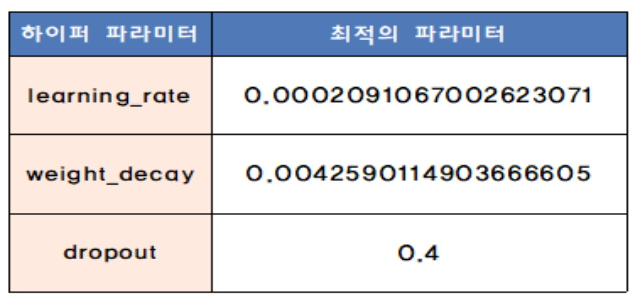 하이퍼 파라미터 최적의 파라미터
learning_rate 0.0002091067002623071
weight_decay 0.0042590114903666605
dropout 0.4